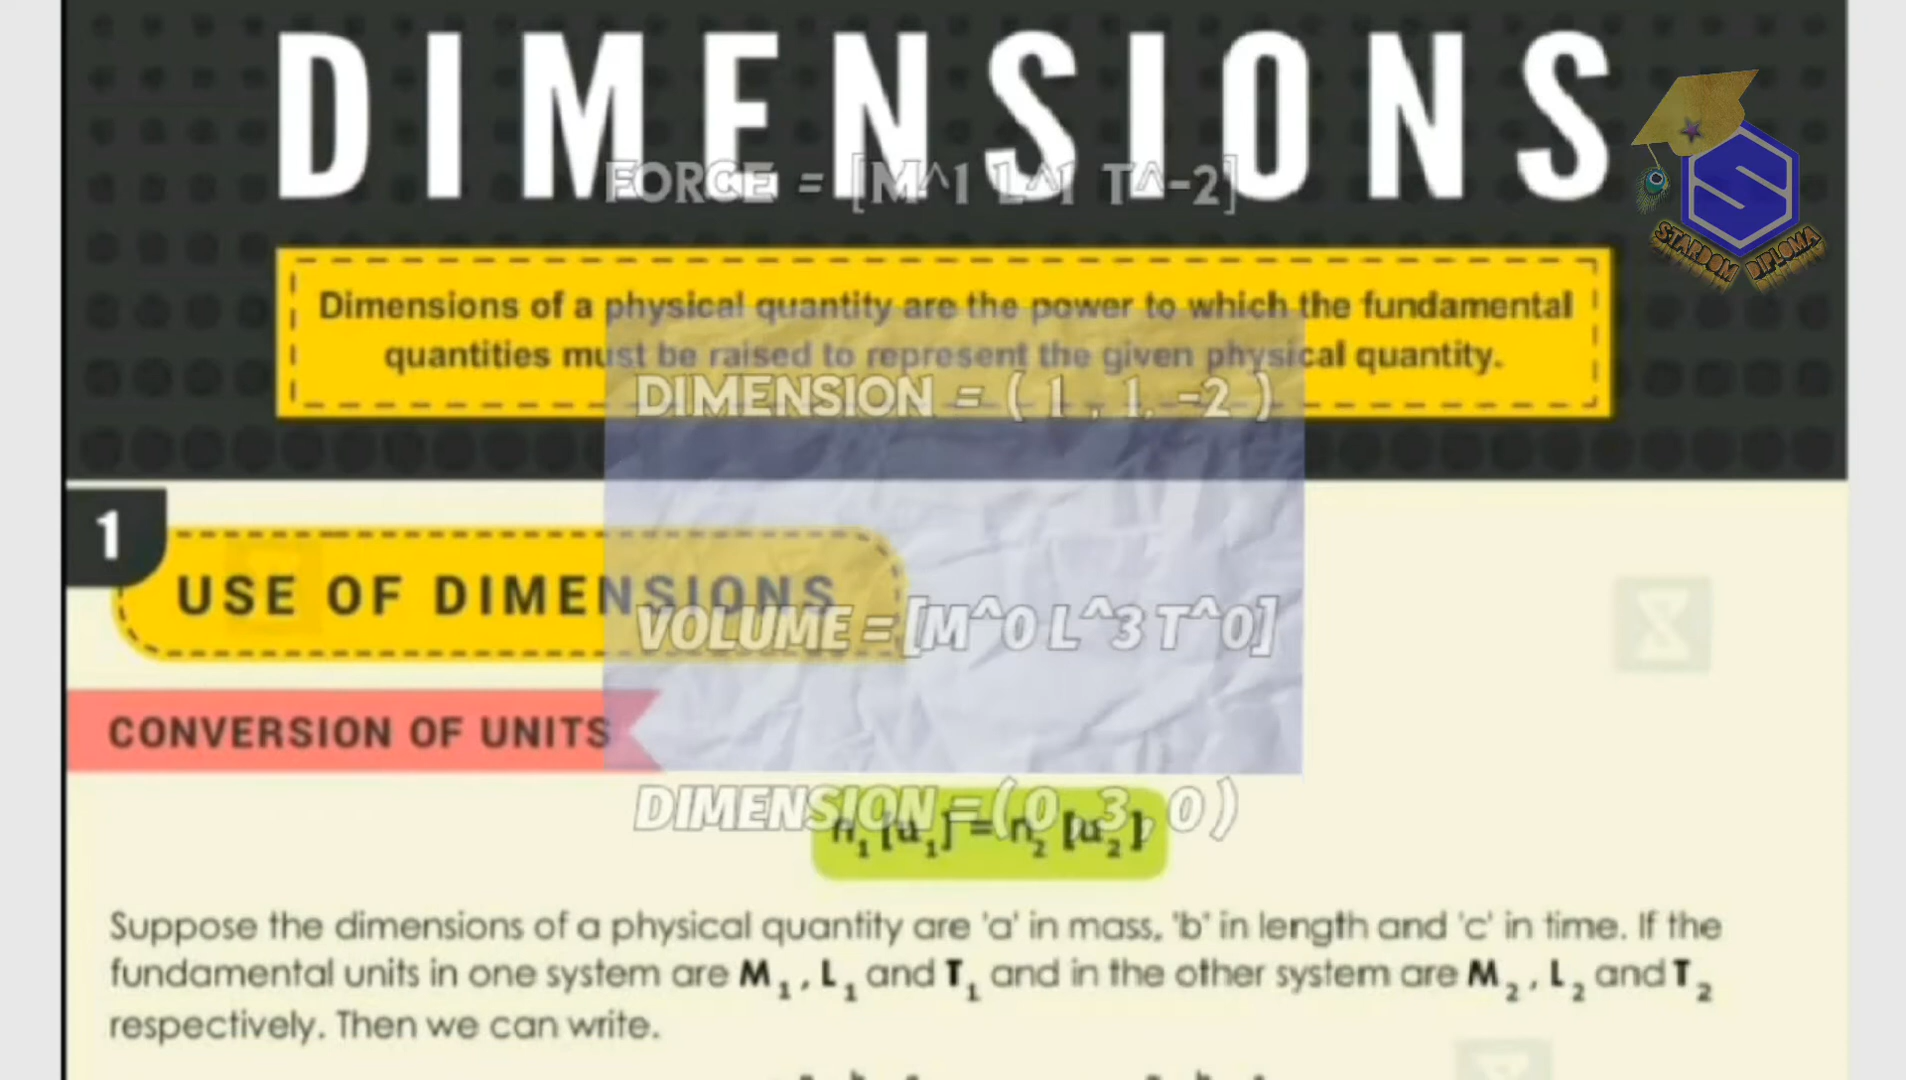 DIMENSIONS
FORCE = [M^1 L^1 T^-2]
STARDOM DIPLOMA
Dimensions of a physical quantity are the power to which the fundamental
quantities must be raised to represent the given physical quantity.
DIMENSION = ( 1 , 1, -2 )
1
USE OF DIMENSIONS
VOLUME = [M^0 L^3 T^0]
CONVERSION OF UNITS
DIMENSION = ( 0 , 3, 0 )
n₁ [u₁] = n₂ [u₂]
Suppose the dimensions of a physical quantity are 'a' in mass, 'b' in length and 'c' in time. If the
fundamental units in one system are M₁, L₁ and T₁ and in the other system are M₂, L₂ and T₂
respectively. Then we can write.